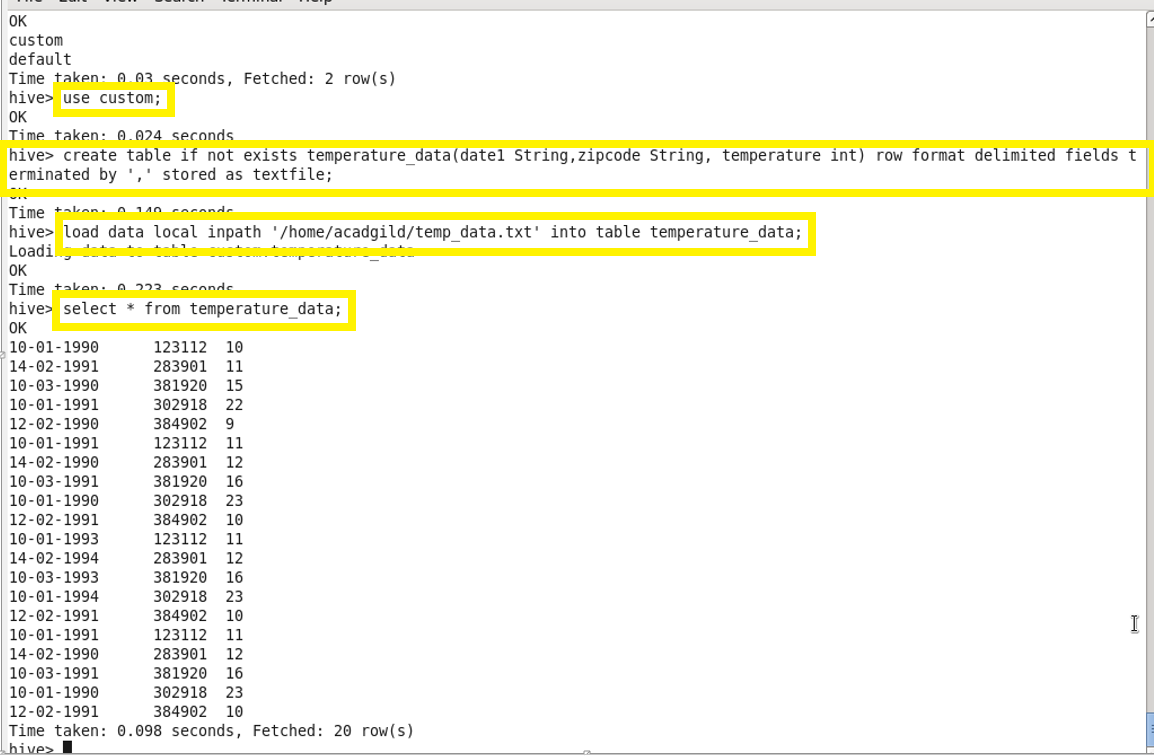 File Edit View Search Terminal Help
OK
custom
default
Time taken: 0.03 seconds, Fetched: 2 row(s)
hive> use custom;
OK
Time taken: 0.024 seconds
hive> create table if not exists temperature_data(date1 String,zipcode String, temperature int) row format delimited fields t
erminated by ',' stored as textfile;
OK
Time taken: 0.149 seconds
hive> load data local inpath '/home/acadgild/temp_data.txt' into table temperature_data;
Loading data to table custom.temperature_data
OK
Time taken: 0.223 seconds
hive> select * from temperature_data;
OK
10-01-1990 123112 10
14-02-1991 283901 11
10-03-1990 381920 15
10-01-1991 302918 22
12-02-1990 384902 9
10-01-1991 123112 11
14-02-1990 283901 12
10-03-1991 381920 16
10-01-1990 302918 23
12-02-1991 384902 10
10-01-1993 123112 11
14-02-1994 283901 12
10-03-1993 381920 16
10-01-1994 302918 23
12-02-1991 384902 10
10-01-1991 123112 11
14-02-1990 283901 12
10-03-1991 381920 16
10-01-1990 302918 23
12-02-1991 384902 10
Time taken: 0.098 seconds, Fetched: 20 row(s)
hive>